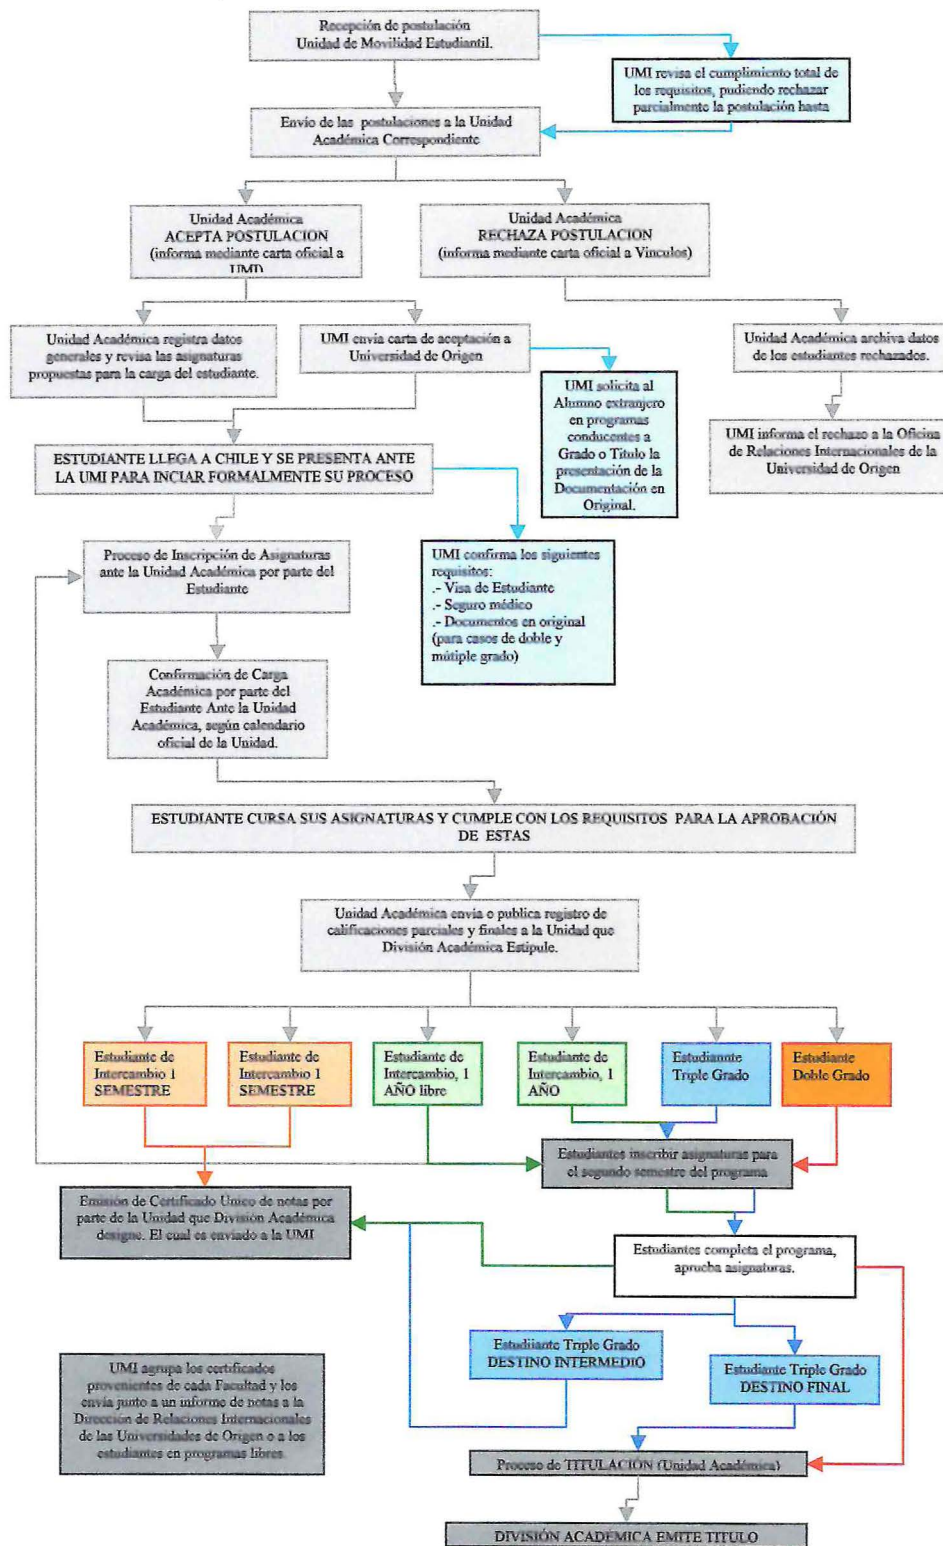 Recepción de postulación
Unidad de Movilidad Estudiantil.
UMI revisa el cumplimiento total de
los requisitos, pudiendo rechazar
parcialmente la postulación hasta
Envío de las postulaciones a la Unidad
Académica Correspondiente
Unidad Académica
ACEPTA POSTULACION
(informa mediante carta oficial a
UMI)
Unidad Académica
RECHAZA POSTULACION
(informa mediante carta oficial a Vinculos)
Unidad Académica registra datos
generales y revisa las asignaturas
propuestas para la carga del estudiante.
UMI envía carta de aceptación a
Universidad de Origen
Unidad Académica archiva datos
de los estudiantes rechazados.
UMI solicita al
Alumno extranjero
en programas
conducentes a
Grado o Titulo la
presentación de la
Documentación en
Original.
UMI informa el rechazo a la Oficina
de Relaciones Internacionales de la
Universidad de Origen
ESTUDIANTE LLEGA A CHILE Y SE PRESENTA ANTE
LA UMI PARA INCIAR FORMALMENTE SU PROCESO
Proceso de Inscripción de Asignaturas
ante la Unidad Académica por parte del
Estudiante
UMI confirma los siguientes
requisitos:
.- Visa de Estudiante
.- Seguro médico
.- Documentos en original
(para casos de doble y
mútiple grado)
Confirmación de Carga
Académica por parte del
Estudiante Ante la Unidad
Académica, según calendario
oficial de la Unidad.
ESTUDIANTE CURSA SUS ASIGNATURAS Y CUMPLE CON LOS REQUISITOS PARA LA APROBACIÓN
DE ESTAS
Unidad Académica envía o publica registro de
calificaciones parciales y finales a la Unidad que
División Académica Estipule.
Estudiante de
Intercambio 1
SEMESTRE
Estudiante de
Intercambio 1
SEMESTRE
Estudiante de
Intercambio, 1
AÑO libre
Estudiante de
Intercambio, 1
AÑO
Estudiannte
Triple Grado
Estudiante
Doble Grado
Estudiantes inscribir asignaturas para
el segundo semestre del programa
Emisión de Certificado Unico de notas por
parte de la Unidad que División Académica
designe. El cual es enviado a la UMI
Estudiantes completa el programa,
aprueba asignaturas.
Estudiiante Triple Grado
DESTINO INTERMEDIO
Estudiiante Triple Grado
DESTINO FINAL
UMI agrupa los certificados
provenientes de cada Facultad y los
envía junto a un informe de notas a la
Dirección de Relaciones Internacionales
de las Universidades de Origen o a los
estudiantes en programas libres.
Proceso de TITULACIÓN (Unidad Académica)
DIVISIÓN ACADÉMICA EMITE TITULO